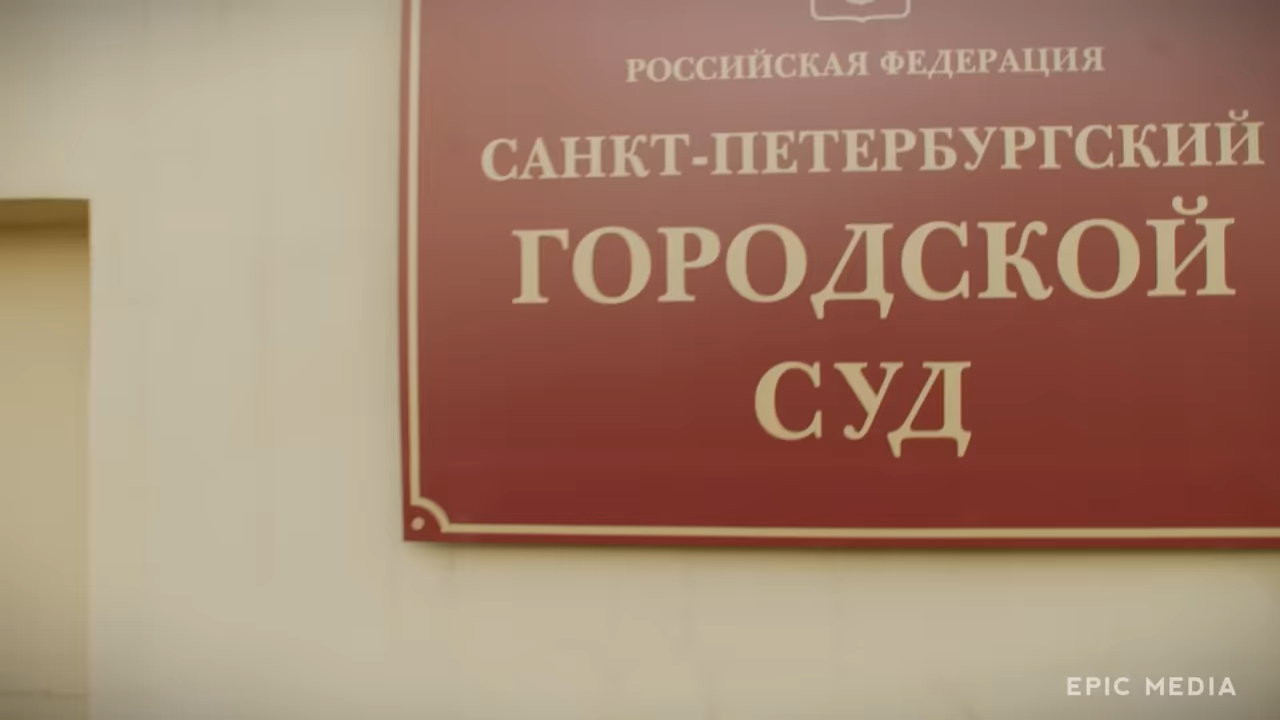 РОССИЙСКАЯ ФЕДЕРАЦИЯ
САНКТ-ПЕТЕРБУРГСКИЙ
ГОРОДСКОЙ
СУД
EPIC MEDIA